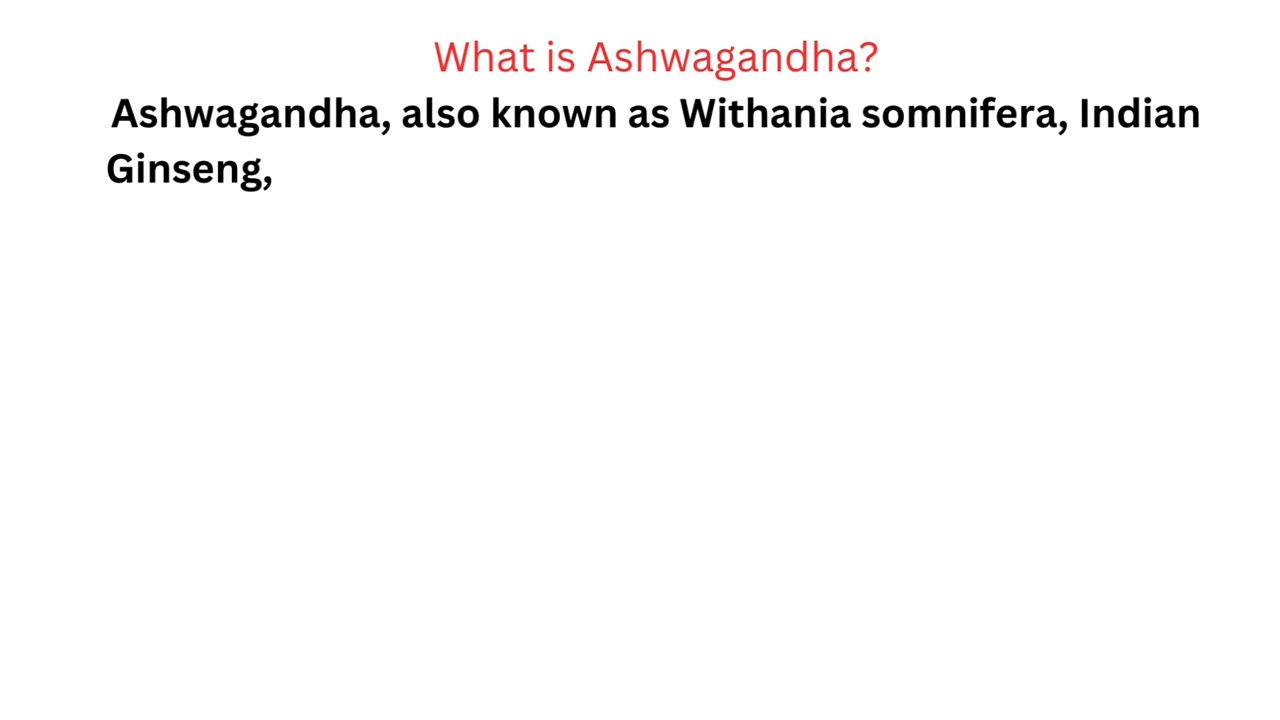 What is Ashwagandha?
Ashwagandha, also known as Withania somnifera, Indian
Ginseng,